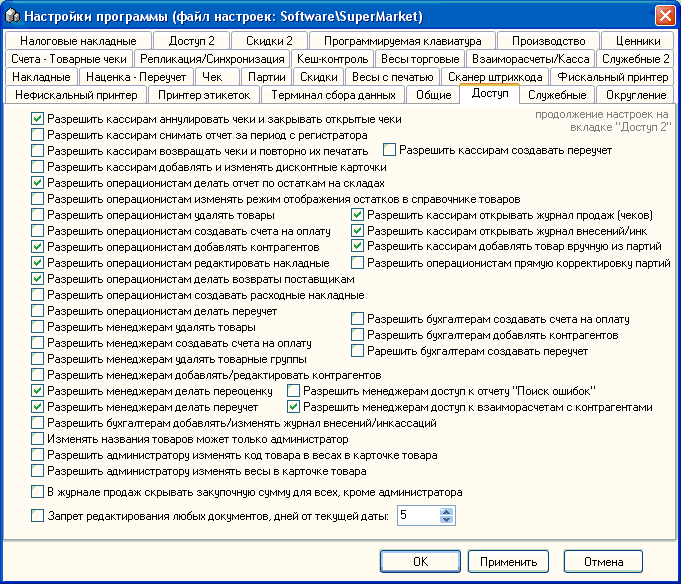 Настройки программы (файл настроек: Software\SuperMarket)
Налоговые накладные Доступ 2 Скидки 2 Программируемая клавиатура Производство Ценники
Счета - Товарные чеки Репликация/Синхронизация Кеш-контроль Весы торговые Взаиморасчеты/Касса Служебные 2
Накладные Наценка - Переучет Чек Партии Скидки Весы с печатью Сканер штрихкода Фискальный принтер
Нефискальный принтер Принтер этикеток Терминал сбора данных Общие Доступ Служебные Округление
продолжение настроек на
вкладке "Доступ 2"
Разрешить кассирам аннулировать чеки и закрывать открытые чеки
Разрешить кассирам снимать отчет за период с регистратора
Разрешить кассирам возвращать чеки и повторно их печатать Разрешить кассирам создавать переучет
Разрешить кассирам добавлять и изменять дисконтные карточки
Разрешить операционистам делать отчет по остаткам на складах
Разрешить операционистам изменять режим отображения остатков в справочнике товаров
Разрешить операционистам удалять товары Разрешить кассирам открывать журнал продаж (чеков)
Разрешить операционистам создавать счета на оплату Разрешить кассирам открывать журнал внесений/инк
Разрешить операционистам добавлять контрагентов Разрешить кассирам добавлять товар вручную из партий
Разрешить операционистам редактировать накладные Разрешить операционистам прямую корректировку партий
Разрешить операционистам делать возвраты поставщикам
Разрешить операционистам создавать расходные накладные
Разрешить операционистам делать переучет
Разрешить бухгалтерам создавать счета на оплату
Разрешить менеджерам удалять товары
Разрешить бухгалтерам добавлять контрагентов
Разрешить менеджерам создавать счета на оплату
Рарешить бухгалтерам создавать переучет
Разрешить менеджерам удалять товарные группы
Разрешить менеджерам добавлять/редактировать контрагентов
Разрешить менеджерам делать переоценку Разрешить менеджерам доступ к отчету "Поиск ошибок"
Разрешить менеджерам делать переучет Разрешить менеджерам доступ к взаиморасчетам с контрагентами
Разрешить бухгалтерам добавлять/изменять журнал внесений/инкассаций
Изменять названия товаров может только администратор
Разрешить администратору изменять код товара в весах в карточке товара
Разрешить администратору изменять весы в карточке товара
В журнале продаж скрывать закупочную сумму для всех, кроме администратора
Запрет редактирования любых документов, дней от текущей даты: 5
OK Применить Отмена